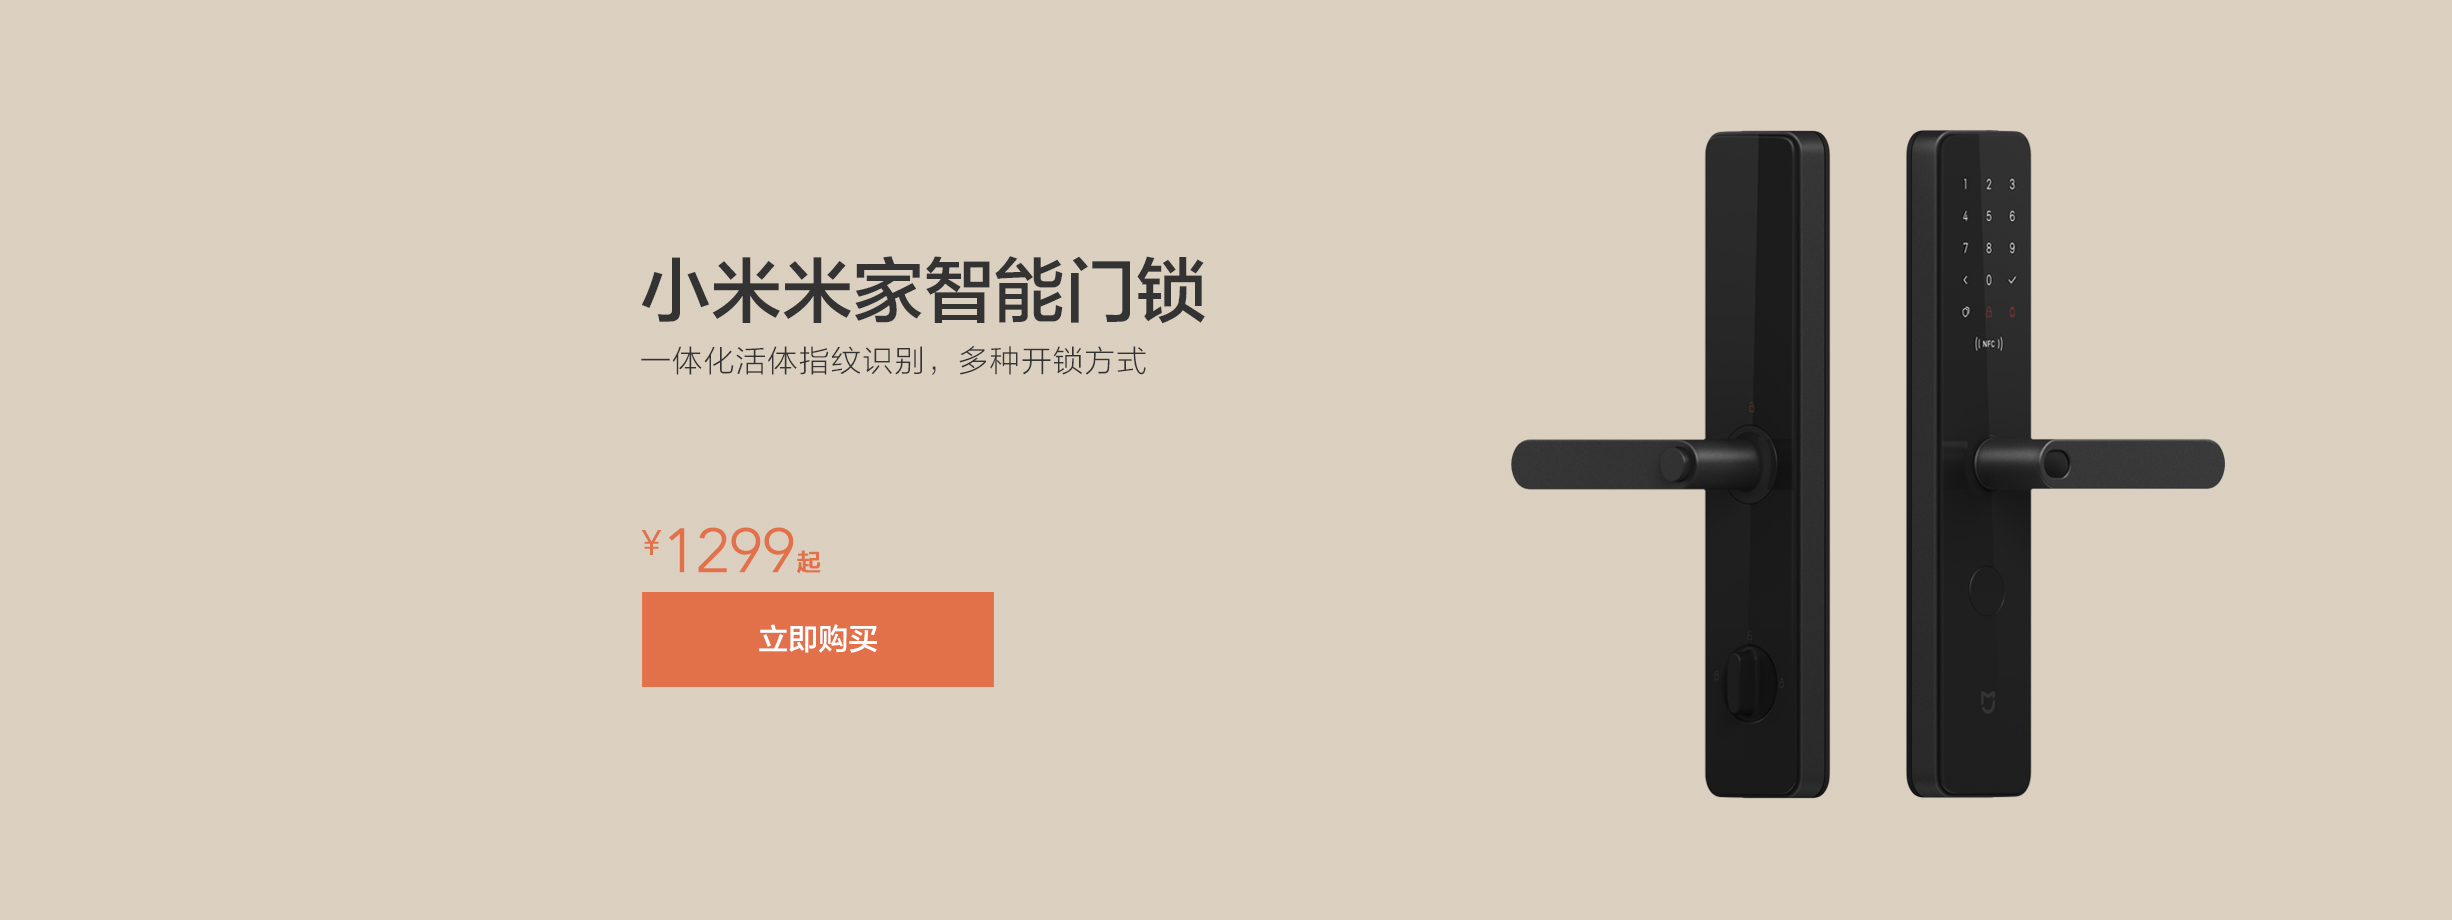 小米米家智能门锁
一体化活体指纹识别，多种开锁方式
¥1299起
立即购买
1 2 3
4 5 6
7 8 9
< 0 ✓
NFC